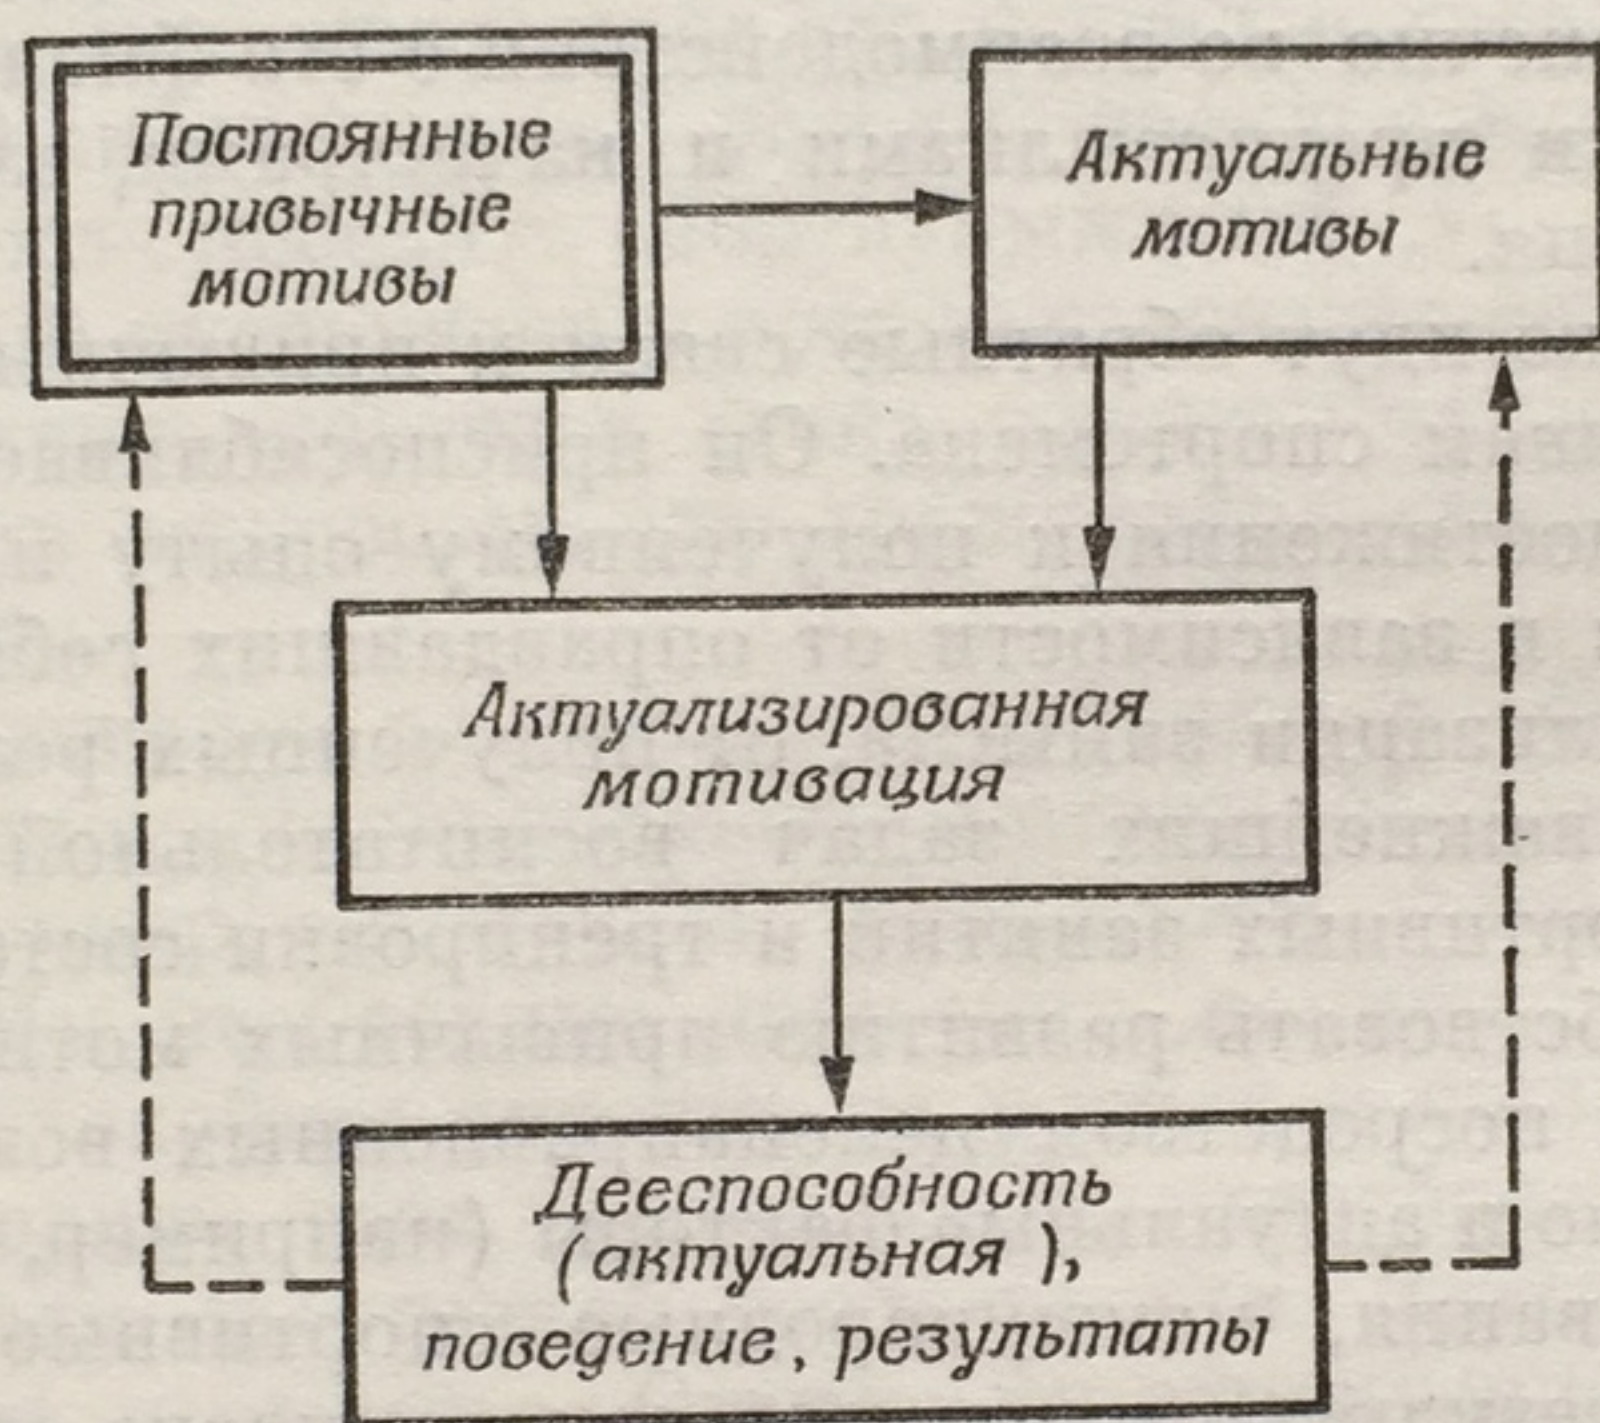 Постоянные
привычные
мотивы
Актуальные
мотивы
Актуализированная
мотивация
Дееспособность
(актуальная ),
поведение, результаты